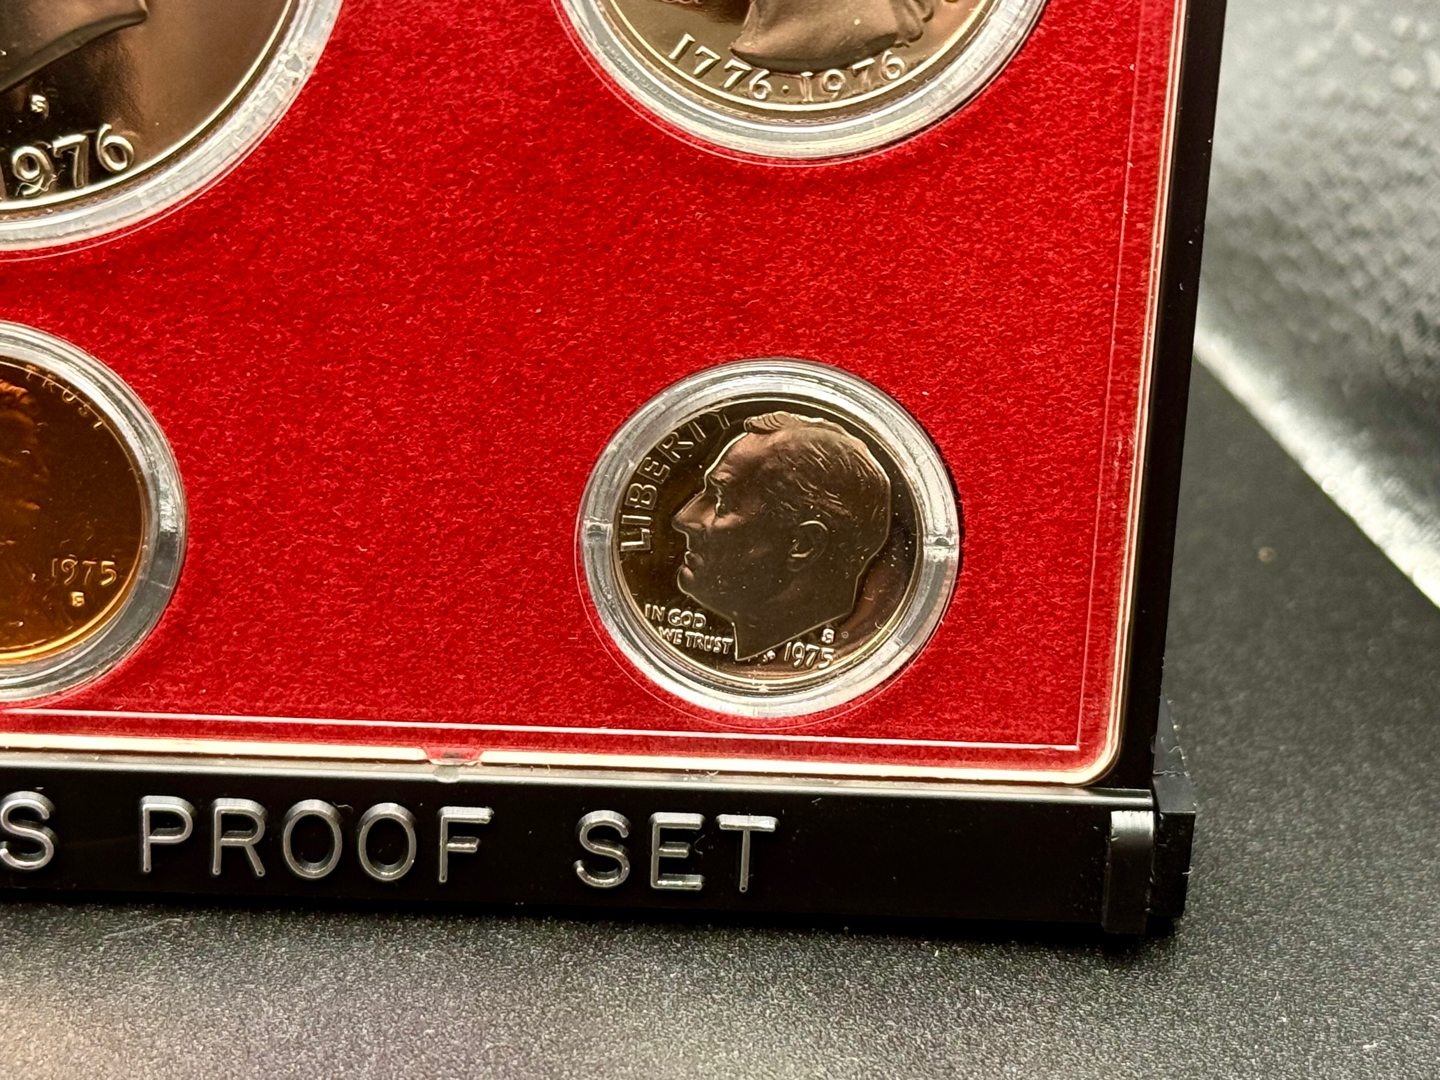 S
1976
1776·1976
TRUST
1975
S
LIBERTY
IN GOD
WE TRUST
S
1975
S PROOF SET